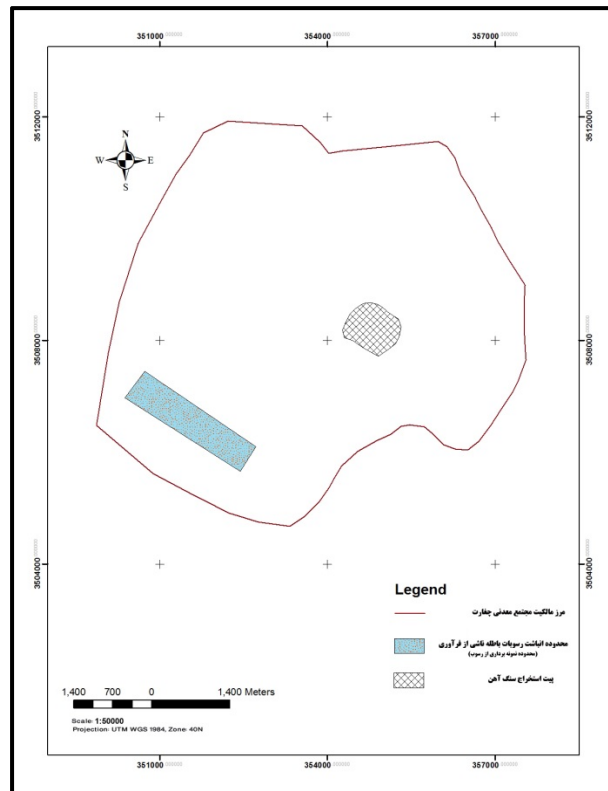 351000 354000 357000
3512000 3512000
N
W E
S
3508000 3508000
3504000 3504000
Legend
مرز مالکیت مجتمع معدنی چغارت
محدوده انباشت رسوبات باطله ناشی از فرآوری
(محدوده نمونه برداری از رسوب)
پیت استخراج سنگ آهن
1,400 700 0 1,400 Meters
Scale: 1:50000
Projection: UTM WGS 1984, Zone: 40N
351000 354000 357000